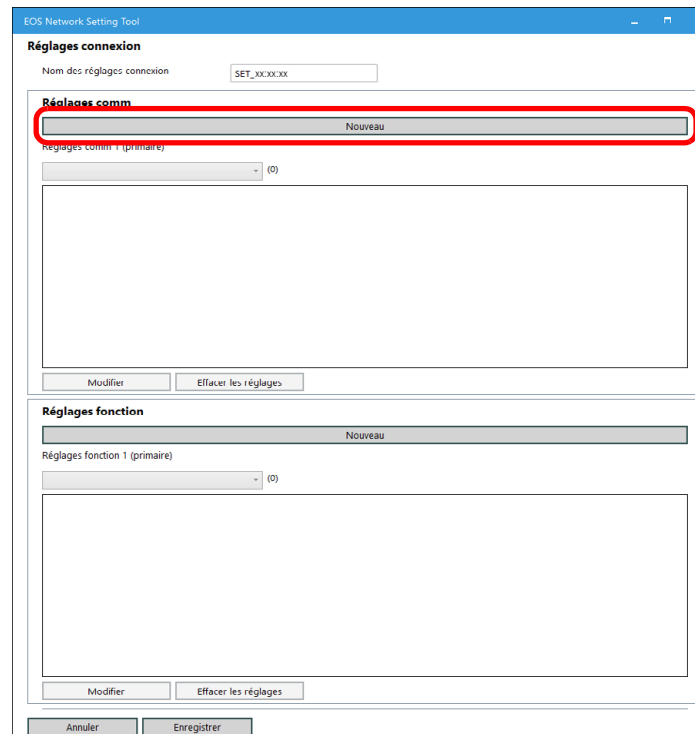 EOS Network Setting Tool
Réglages connexion
Nom des réglages connexion SET_xx:xx:xx
Réglages comm
Nouveau
Réglages comm 1 (primaire)
(0)
Modifier Effacer les réglages
Réglages fonction
Nouveau
Réglages fonction 1 (primaire)
(0)
Modifier Effacer les réglages
Annuler Enregistrer